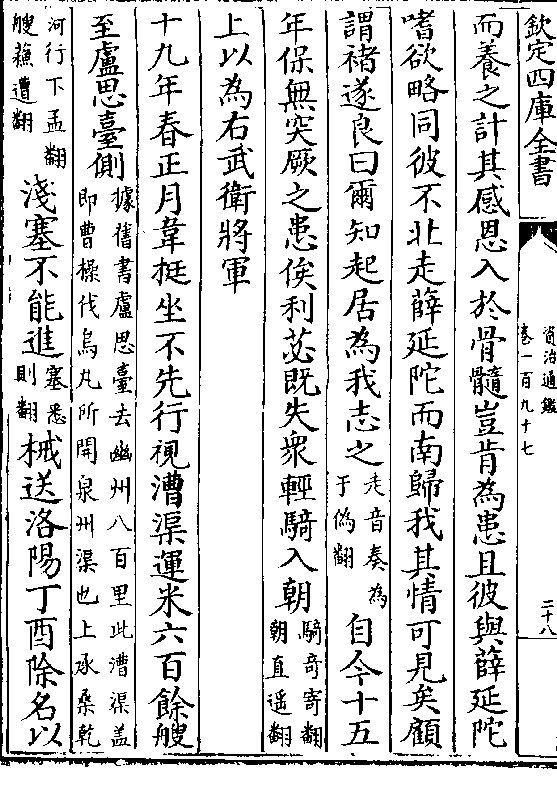 欽定四庫全書
資治通鑑
卷一百九十七
三十八
而養之計其感恩入於骨髓豈肯為患且彼與薛延陀
嗜欲略同彼不北走薛延陀而南歸我其情可見矣顧
謂褚遂良曰爾知起居為我志之走音奏為于偽翻自今十五
年保無突厥之患俟利苾既失衆輕騎入朝騎奇寄翻朝直遥翻
上以為右武衛將軍
十九年春正月韋挺坐不先行視漕渠運米六百餘艘
至盧思臺側據舊書盧思臺去幽州八百里此漕渠盖即曹操伐烏丸所開泉州渠也上承桑乾
河行下孟翻艘蘓遭翻淺塞不能進塞悉則翻械送洛陽丁酉除名以